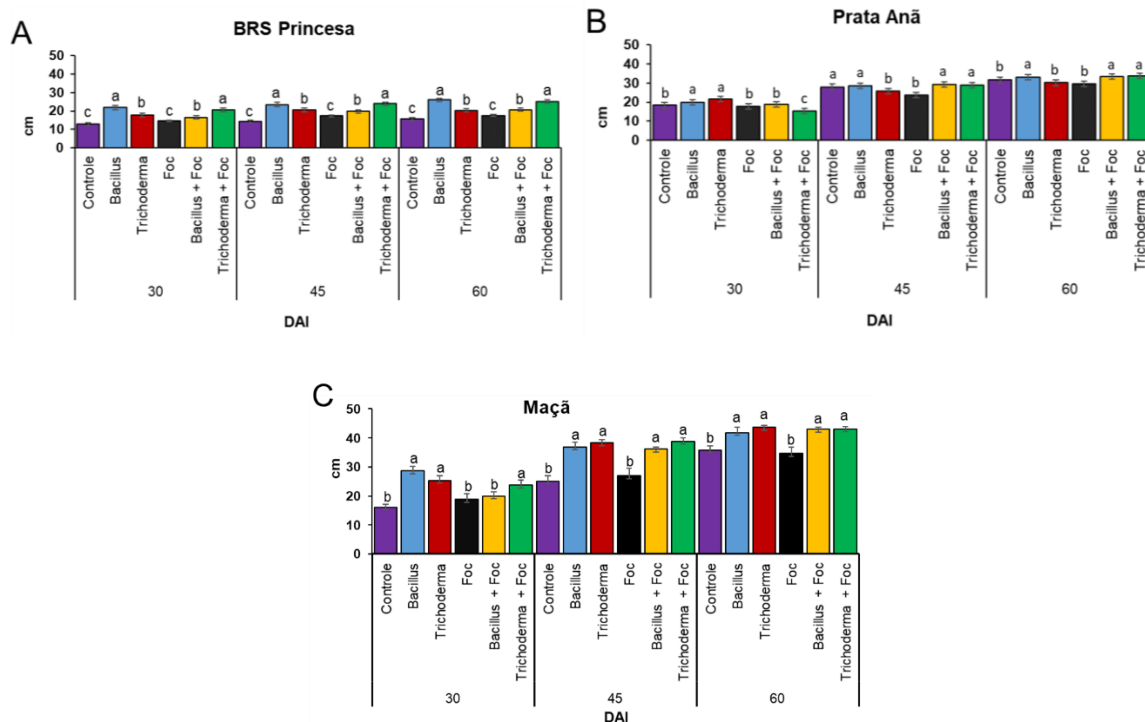 A
BRS Princesa
50
40
30
20
10
0
cm
c a b c b a c a b c b a c a b c b a
Controle Bacillus Trichoderma Foc Bacillus + Foc Trichoderma + Foc Controle Bacillus Trichoderma Foc Bacillus + Foc Trichoderma + Foc Controle Bacillus Trichoderma Foc Bacillus + Foc Trichoderma + Foc
30 45 60
DAI
B
Prata Anã
50
40
30
20
10
0
cm
b a a b b c a a b b a a b a b b a a
Controle Bacillus Trichoderma Foc Bacillus + Foc Trichoderma + Foc Controle Bacillus Trichoderma Foc Bacillus + Foc Trichoderma + Foc Controle Bacillus Trichoderma Foc Bacillus + Foc Trichoderma + Foc
30 45 60
DAI
C
Maçã
50
40
30
20
10
0
cm
b a a b b a b a a b a a b a a b a a
Controle Bacillus Trichoderma Foc Bacillus + Foc Trichoderma + Foc Controle Bacillus Trichoderma Foc Bacillus + Foc Trichoderma + Foc Controle Bacillus Trichoderma Foc Bacillus + Foc Trichoderma + Foc
30 45 60
DAI